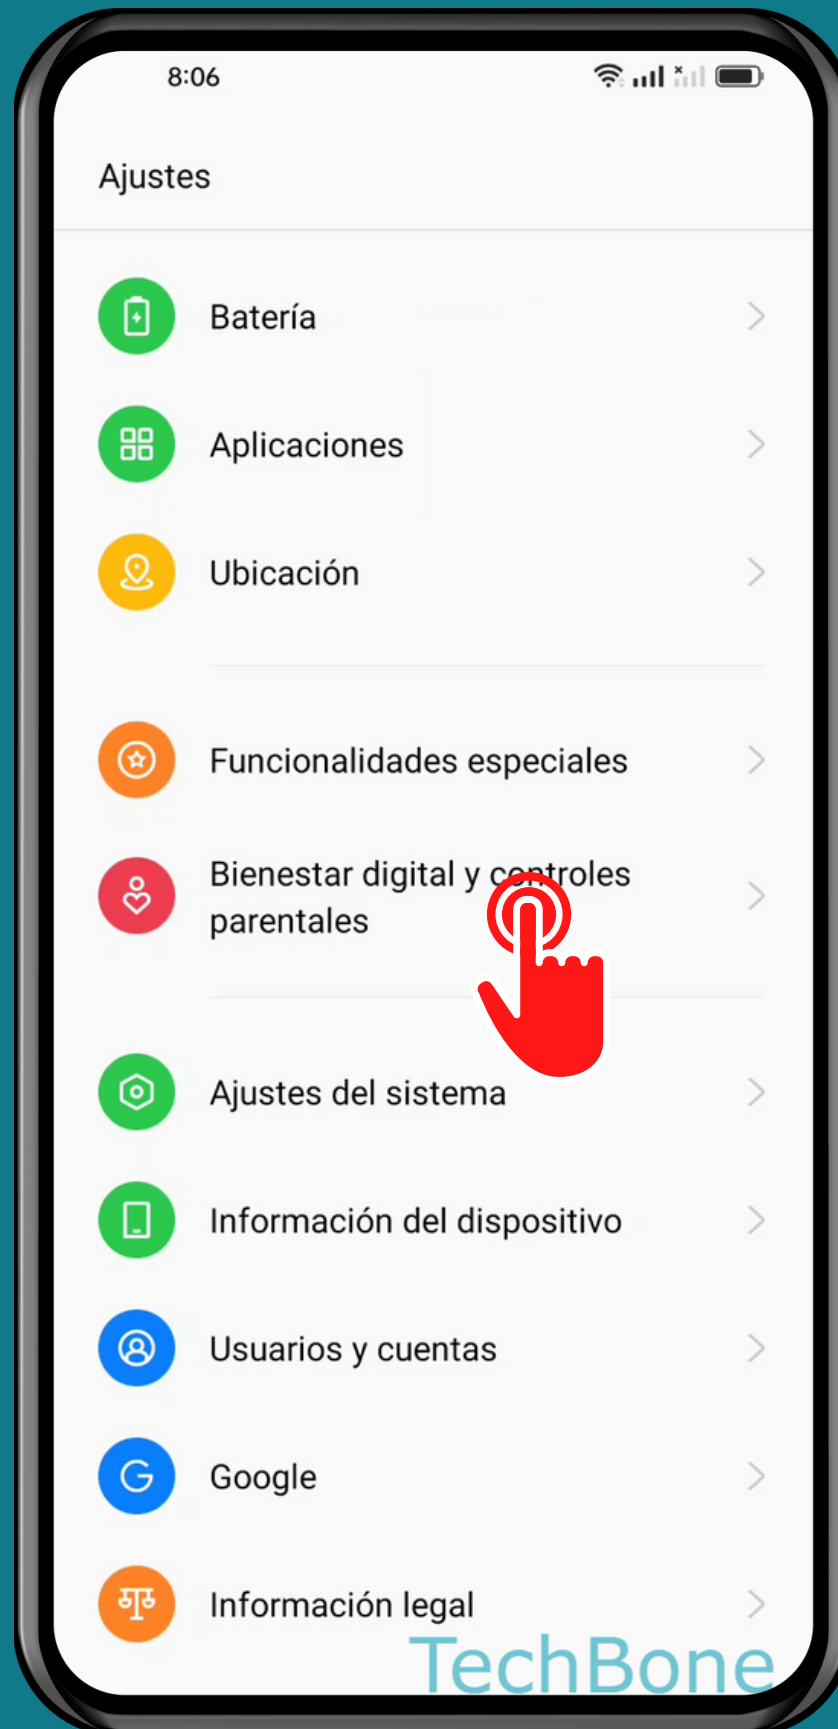 8:06
Ajustes
Batería
Aplicaciones
Ubicación
Funcionalidades especiales
Bienestar digital y controles
parentales
Ajustes del sistema
Información del dispositivo
Usuarios y cuentas
Google
Información legal
TechBone